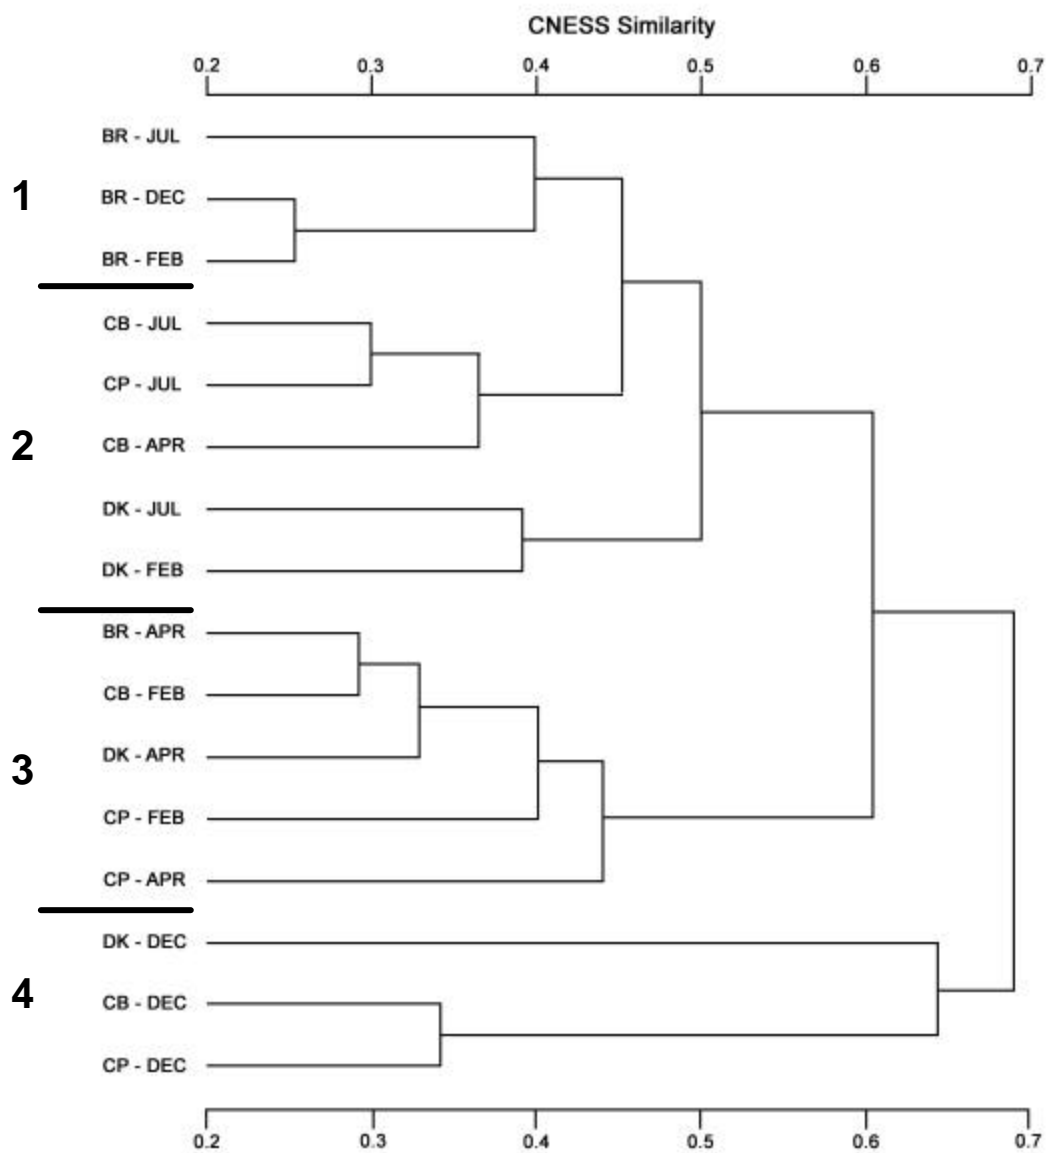 CNESS Similarity
0.2 0.3 0.4 0.5 0.6 0.7
BR - JUL
1
BR - DEC
BR - FEB
CB - JUL
CP - JUL
2
CB - APR
DK - JUL
DK - FEB
BR - APR
CB - FEB
DK - APR
3
CP - FEB
CP - APR
DK - DEC
4
CB - DEC
CP - DEC
0.2 0.3 0.4 0.5 0.6 0.7